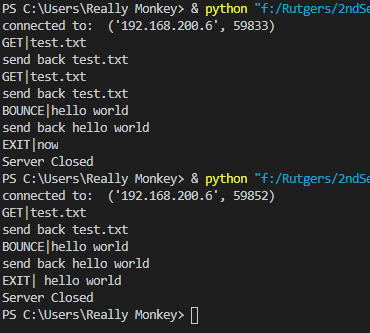 PS C:\Users\Really Monkey> & python "f:/Rutgers/2ndSe
connected to:  ('192.168.200.6', 59833)
GET|test.txt
send back test.txt
GET|test.txt
send back test.txt
BOUNCE|hello world
send back hello world
EXIT|now
Server Closed
PS C:\Users\Really Monkey> & python "f:/Rutgers/2ndSe
connected to:  ('192.168.200.6', 59852)
GET|test.txt
send back test.txt
BOUNCE|hello world
send back hello world
EXIT| hello world
Server Closed
PS C:\Users\Really Monkey>